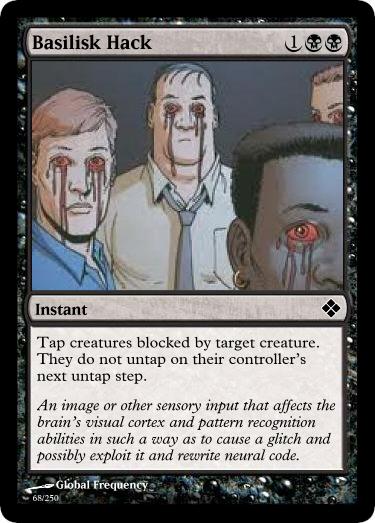 Basilisk Hack 1
Instant
Tap creatures blocked by target creature.
They do not untap on their controller's
next untap step.
An image or other sensory input that affects the
brain's visual cortex and pattern recognition
abilities in such a way as to cause a glitch and
possibly exploit it and rewrite neural code.
Global Frequency
68/250